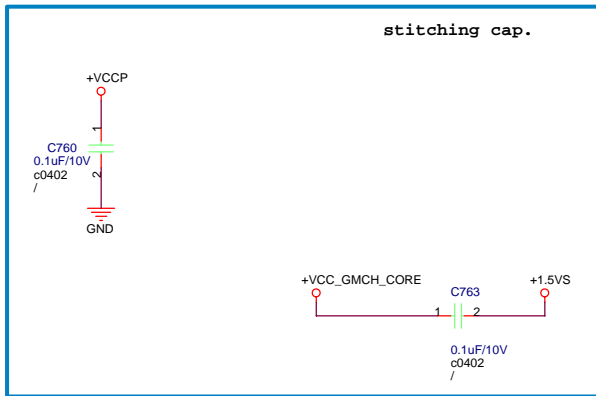 stitching cap.
+VCCP
1
C760
0.1uF/10V
c0402
/
2
GND
+VCC_GMCH_CORE
C763
+1.5VS
1
2
0.1uF/10V
c0402
/